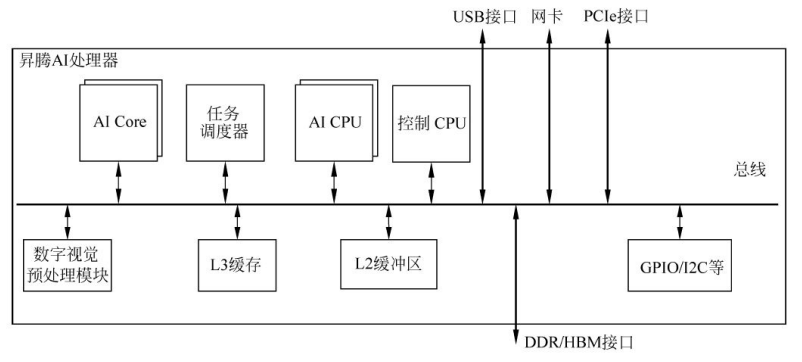 USB接口 网卡 PCIe接口
昇腾AI处理器
AI Core
任务
调度器
AI CPU
控制 CPU
总线
数字视觉
预处理模块
L3缓存
L2缓冲区
GPIO/I2C等
DDR/HBM接口